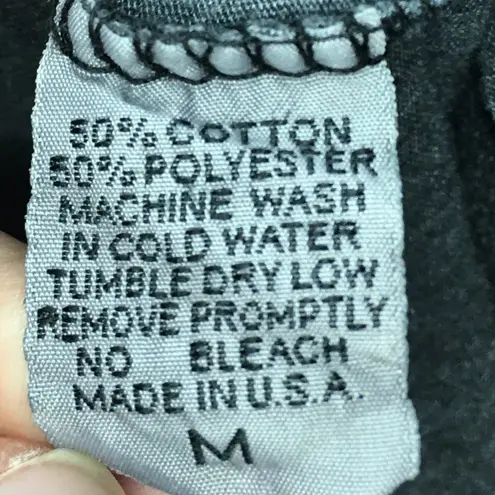 50% COTTON
50% POLYESTER
MACHINE WASH
IN COLD WATER
TUMBLE DRY LOW
REMOVE PROMPTLY
NO BLEACH
MADE IN U.S.A.
M